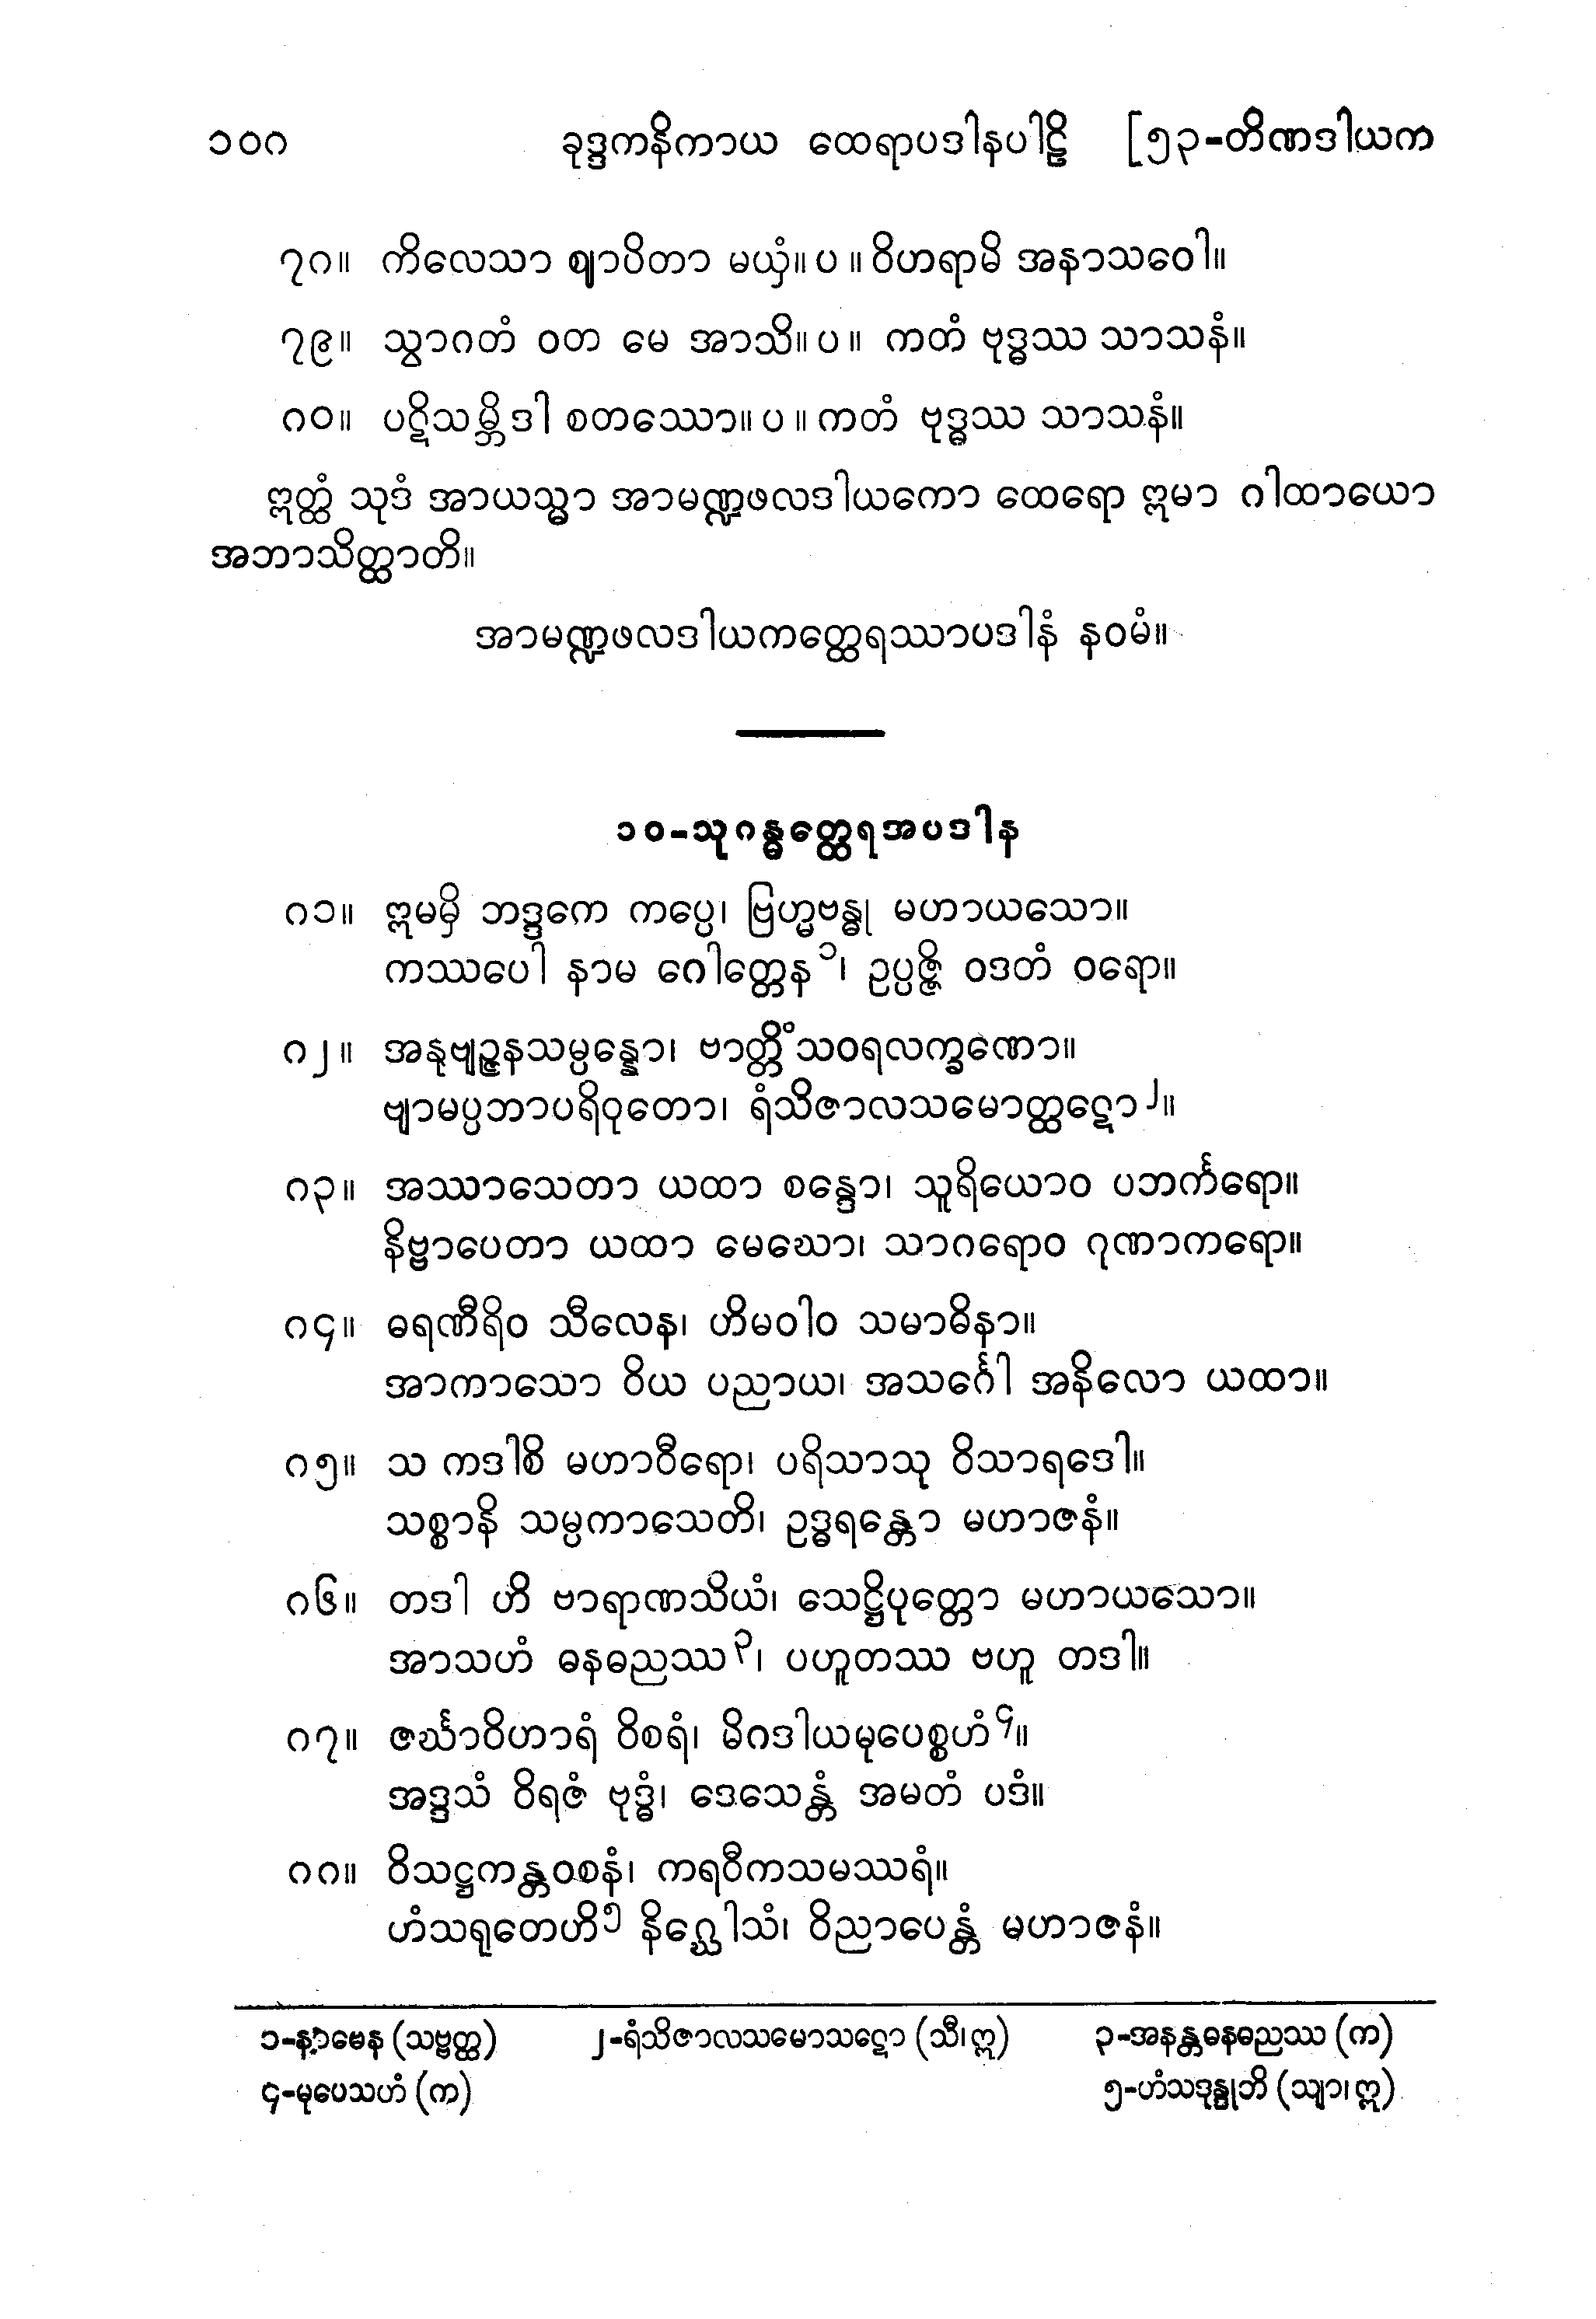 ၁၀၈ ခုဒ္ဒကနိကာယ ထေရာပဒါနပါဠိ [၅၃-တိဏဒါယက
၇၈။ ကိလေသာ ဈာပိတာ မယှံ။ ပ ။ ဝိဟရာမိ အနာသဝေါ။
၇၉။ သွာဂတံ ဝတ မေ အာသိ။ ပ။ ကတံ ဗုဒ္ဓဿ သာသနံ။
၈၀။ ပဋိသမ္ဘိဒါ စတဿော။ ပ ။ ကတံ ဗုဒ္ဓဿ သာသနံ။
ဣတ္ထံ သုဒံ အာယသ္မာ အာမဏ္ဍဖလဒါယကော ထေရော ဣမာ ဂါထာယော
အဘာသိတ္ထာတိ။
အာမဏ္ဍဖလဒါယကတ္ထေရဿာပဒါနံ နဝမံ။
၁၀-သုဂန္ဓတ္ထေရအပဒါန
၈၁။ ဣမမှိ ဘဒ္ဒကေ ကပ္ပေ၊ ဗြဟ္မဗန္ဓု မဟာယသော။
ကဿပေါ နာမ ဂေါတ္တေန၁၊ ဥပ္ပဇ္ဇိ ဝဒတံ ဝရော။
၈၂။ အနုဗျဉ္ဇနသမ္ပန္နော၊ ဗာတ္တိံသဝရလက္ခဏော။
ဗျာမပ္ပဘာပရိဝုတော၊ ရံသိဇာလသမောတ္ထဋော၂။
၈၃။ အဿာသေတာ ယထာ စန္ဒော၊ သူရိယောဝ ပဘင်္ကရော။
နိဗ္ဗာပေတာ ယထာ မေဃော၊ သာဂရောဝ ဂုဏာကရော။
၈၄။ ဓရဏီရိဝ သီလေန၊ ဟိမဝါဝ သမာဓိနာ။
အာကာသော ဝိယ ပညာယ၊ အသင်္ဂေါ အနိလော ယထာ။
၈၅။ သ ကဒါစိ မဟာဝီရော၊ ပရိသာသု ဝိသာရဒေါ။
သစ္စာနိ သမ္ပကာသေတိ၊ ဥဒ္ဓရန္တော မဟာဇနံ။
၈၆။ တဒါ ဟိ ဗာရာဏသိယံ၊ သေဋ္ဌိပုတ္တော မဟာယသော။
အာသဟံ ဓနဓညဿ၃၊ ပဟူတဿ ဗဟူ တဒါ။
၈၇။ ဇင်္ဃာဝိဟာရံ ဝိစရံ၊ မိဂဒါယမုပေစ္စဟံ၄။
အဒ္ဒသံ ဝိရဇံ ဗုဒ္ဓံ၊ ဒေသေန္တံ အမတံ ပဒံ။
၈၈။ ဝိသဋ္ဌကန္တဝစနံ၊ ကရဝီကသမဿရံ။
ဟံသရုတေဟိ၅ နိဂ္ဃေါသံ၊ ဝိညာပေန္တံ မဟာဇနံ။
၁-နာမေန (သဗ္ဗတ္ထ) ၂-ရံသိဇာလသမောသဋော (သီ၊ ဣ) ၃-အနန္တဓနဓညဿ (က)
၄-မုပေသဟံ (က) ၅-ဟံသဒုန္ဒုဘိ (သျာ၊ ဣ)